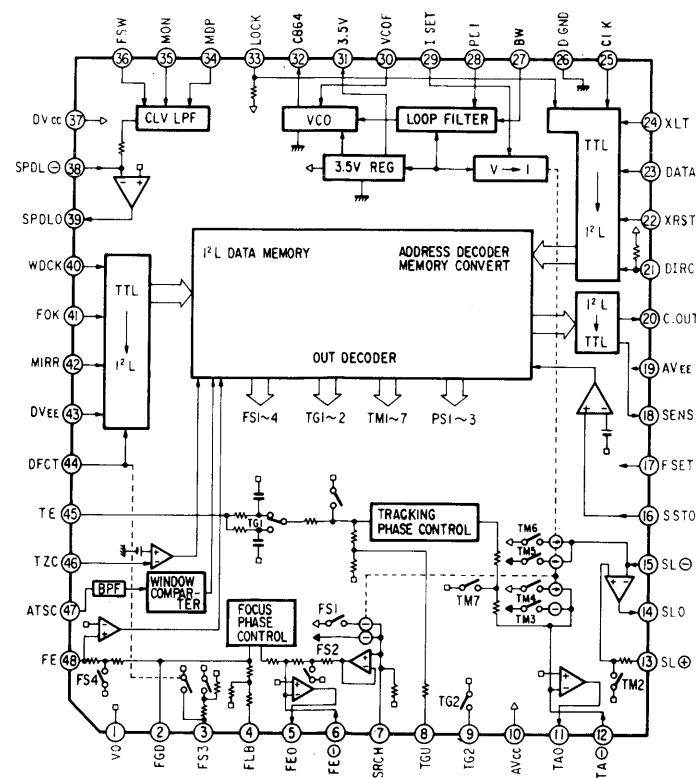 FSW MON MDP LOCK C864 3.5V VCOF I SET PCI BW DGND CLK
36 35 34 33 32 31 30 29 28 27 26 25
DVcc 37
CLV LPF
VCO
LOOP FILTER
24 XLT
SPDL⊖ 38
3.5V REG
V → I
TTL
23 DATA
I²L
22 XRST
SPDLO 39
WDCK 40
I²L DATA MEMORY
ADDRESS DECODER
MEMORY CONVERT
21 DIRC
TTL
FOK 41
I²L
TTL
20 C.OUT
MIRR 42
I²L
OUT DECODER
19 AVEE
DVEE 43
FS1~4 TG1~2 TM1~7 PS1~3
18 SENS
DFCT 44
17 FSET
TE 45
TG1
TRACKING
PHASE CONTROL
16 SSTO
TM6
TM5
TZC 46
15 SL⊖
BPF
WINDOW
COMPAR-
TER
ATSC 47
FOCUS
PHASE
CONTROL
FS1
TM7
TM4
TM3
14 SLO
FE 48
FS2
13 SL⊕
FS4
TM2
TG2
1 2 3 4 5 6 7 8 9 10 11 12
VO FGD FS3 FLB FEO FE⊖ SRCH TGU TG2 AVcc TAO TA⊖